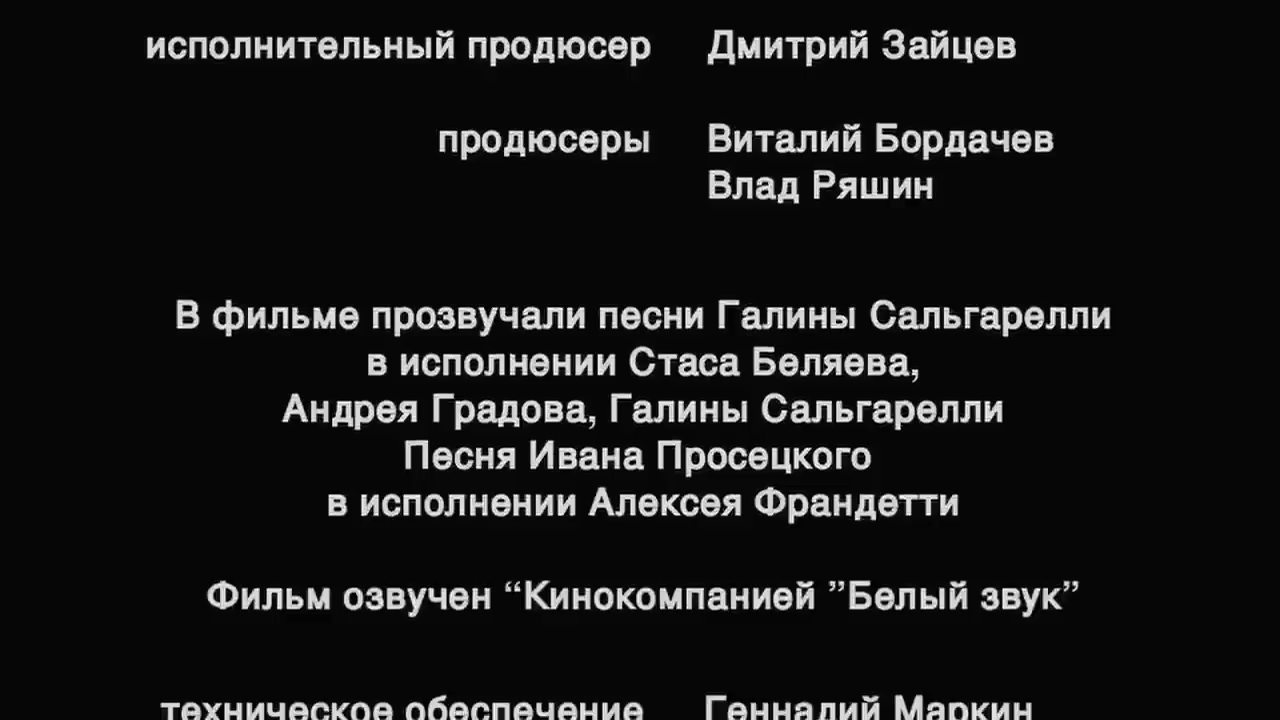 исполнительный продюсер Дмитрий Зайцев
продюсеры Виталий Бордачев
Влад Ряшин
В фильме прозвучали песни Галины Сальгарелли
в исполнении Стаса Беляева,
Андрея Градова, Галины Сальгарелли
Песня Ивана Просецкого
в исполнении Алексея Франдетти
Фильм озвучен “Кинокомпанией ”Белый звук”
техническое обеспечение Геннадий Маркин